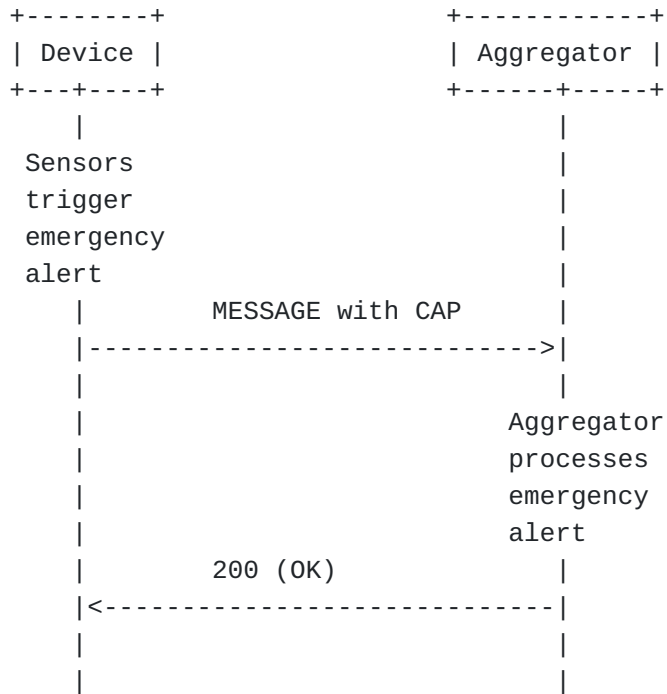 Device Aggregator
Sensors
trigger
emergency
alert
MESSAGE with CAP
Aggregator
processes
emergency
alert
200 (OK)